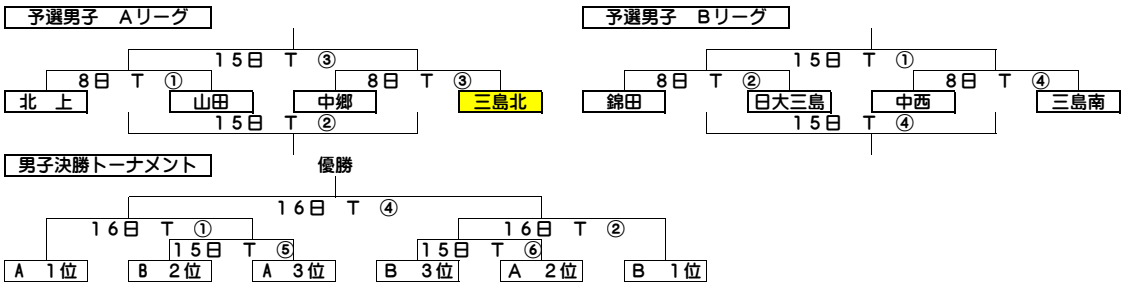 予選男子　Ａリーグ　予選男子　Ｂリーグ
１５日　Ｔ　③　１５日　Ｔ　①
８日　Ｔ　①　８日　Ｔ　③　８日　Ｔ　②　８日　Ｔ　④
北　上　山田　中郷　三島北　錦田　日大三島　中西　三島南
１５日　Ｔ　②　１５日　Ｔ　④
男子決勝トーナメント　優勝
１６日　Ｔ　④
１６日　Ｔ　①　１６日　Ｔ　②
１５日　Ｔ　⑤　１５日　Ｔ　⑥
Ａ　１位　Ｂ　２位　Ａ　３位　Ｂ　３位　Ａ　２位　Ｂ　１位